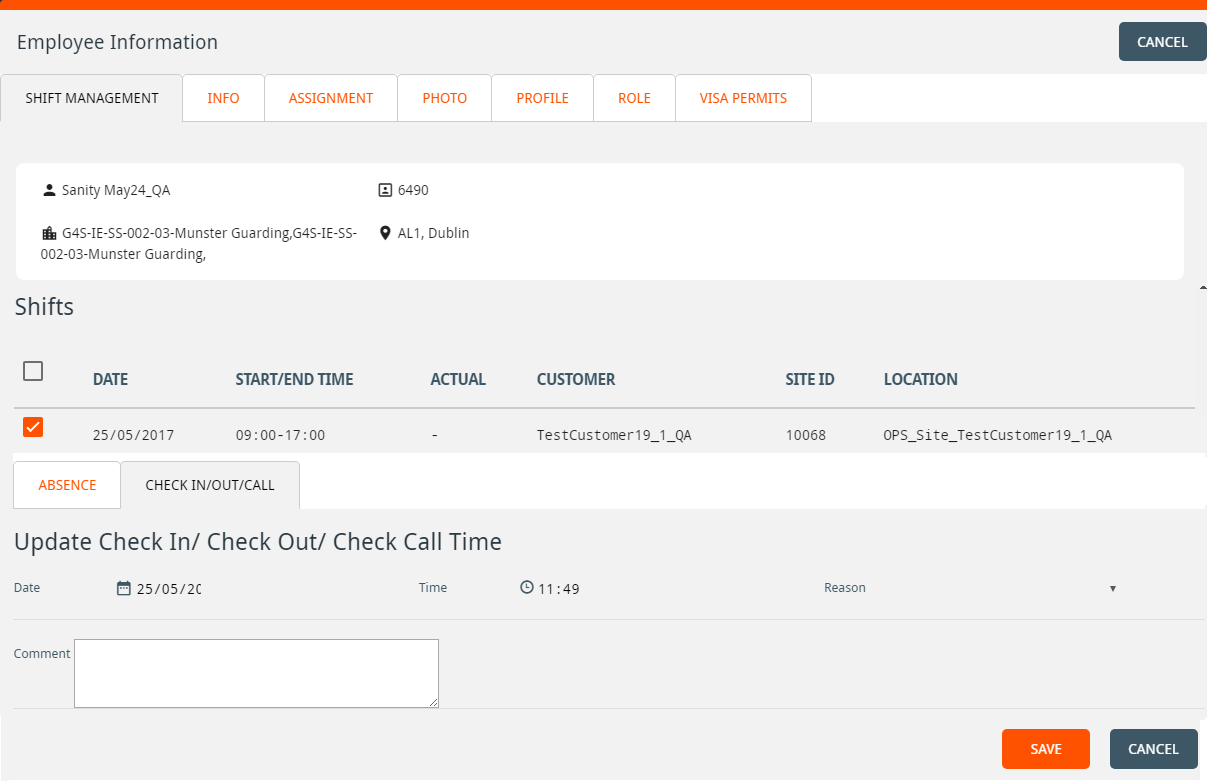 Employee Information
CANCEL
SHIFT MANAGEMENT INFO ASSIGNMENT PHOTO PROFILE ROLE VISA PERMITS
Sanity May24_QA 6490
G4S-IE-SS-002-03-Munster Guarding,G4S-IE-SS- AL1, Dublin
002-03-Munster Guarding,
Shifts
DATE START/END TIME ACTUAL CUSTOMER SITE ID LOCATION
25/05/2017 09:00-17:00 - TestCustomer19_1_QA 10068 OPS_Site_TestCustomer19_1_QA
ABSENCE CHECK IN/OUT/CALL
Update Check In/ Check Out/ Check Call Time
Date 25/05/20 Time 11:49 Reason
Comment
SAVE CANCEL